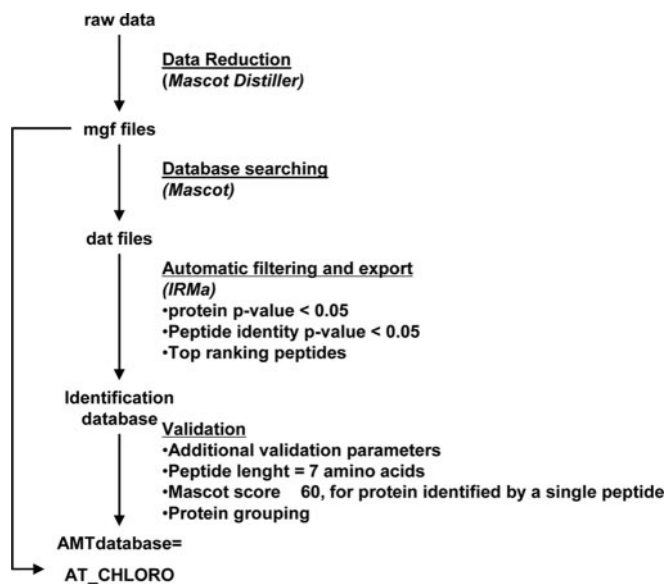 raw data
Data Reduction
(Mascot Distiller)
mgf files
Database searching
(Mascot)
dat files
Automatic filtering and export
(IRMa)
•protein p-value < 0.05
•Peptide identity p-value < 0.05
•Top ranking peptides
Identification
database
Validation
•Additional validation parameters
•Peptide lenght = 7 amino acids
•Mascot score 60, for protein identified by a single peptide
•Protein grouping
AMTdatabase=
AT_CHLORO